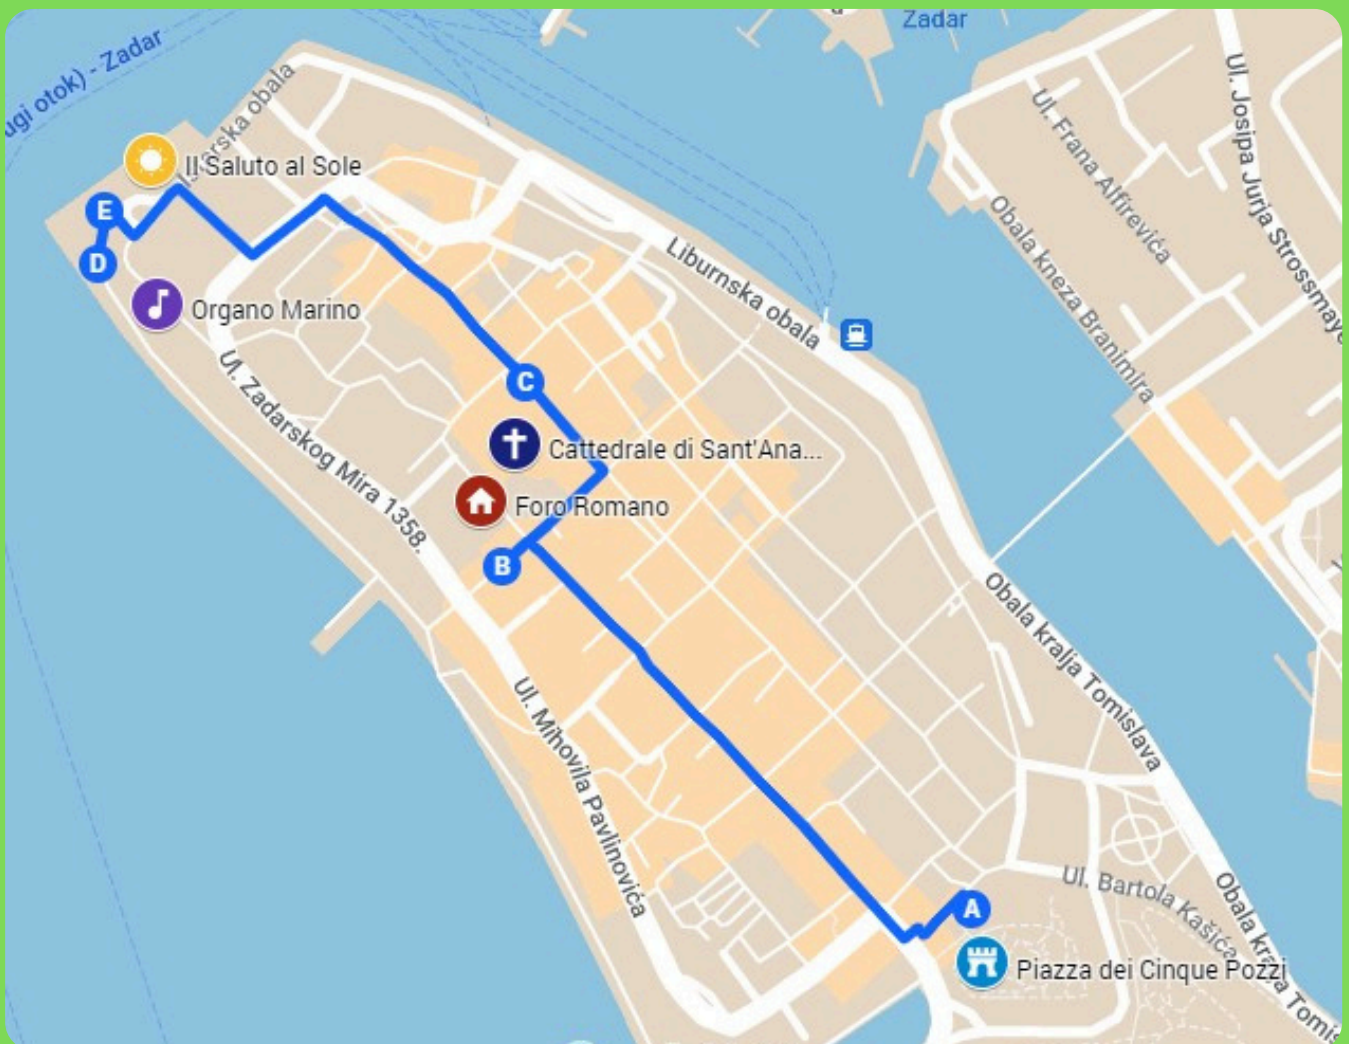 Zadar
ugi otok) - Zadar
Istarska obala
Il Saluto al Sole
E
D
Organo Marino
Ul. Zadarskog Mira 1358.
C
Cattedrale di Sant'Ana...
Foro Romano
B
Liburnska obala
Ul. Frana Alfirevića
Ul. Josipa Jurja Strossmaye
Obala kneza Branimira
Obala kralja Tomislava
Ul. Mihovila Pavlinovića
Ul. Bartola Kašića
A
Piazza dei Cinque Pozzi
Obala kralja Tomis